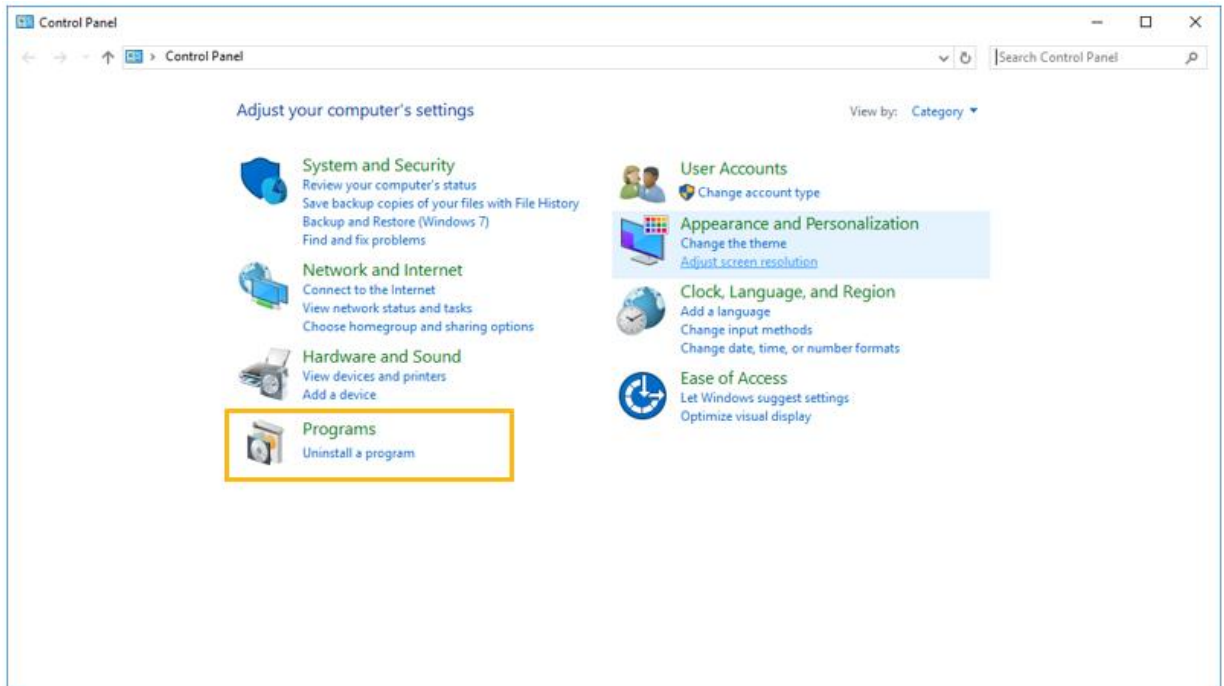 Control Panel
Control Panel
Search Control Panel
Adjust your computer's settings
View by: Category
System and Security
Review your computer's status
Save backup copies of your files with File History
Backup and Restore (Windows 7)
Find and fix problems
Network and Internet
Connect to the Internet
View network status and tasks
Choose homegroup and sharing options
Hardware and Sound
View devices and printers
Add a device
Programs
Uninstall a program
User Accounts
Change account type
Appearance and Personalization
Change the theme
Adjust screen resolution
Clock, Language, and Region
Add a language
Change input methods
Change date, time, or number formats
Ease of Access
Let Windows suggest settings
Optimize visual display